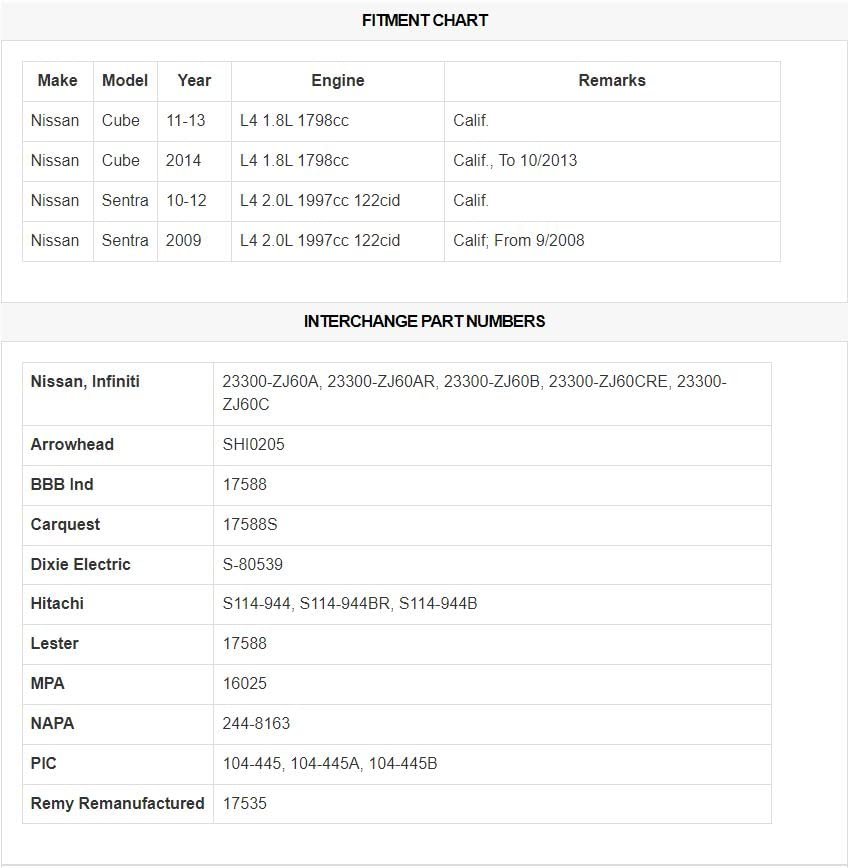 FITMENT CHART
Make Model Year Engine Remarks
Nissan Cube 11-13 L4 1.8L 1798cc Calif.
Nissan Cube 2014 L4 1.8L 1798cc Calif., To 10/2013
Nissan Sentra 10-12 L4 2.0L 1997cc 122cid Calif.
Nissan Sentra 2009 L4 2.0L 1997cc 122cid Calif; From 9/2008
INTERCHANGE PART NUMBERS
Nissan, Infiniti 23300-ZJ60A, 23300-ZJ60AR, 23300-ZJ60B, 23300-ZJ60CRE, 23300-
ZJ60C
Arrowhead SHI0205
BBB Ind 17588
Carquest 17588S
Dixie Electric S-80539
Hitachi S114-944, S114-944BR, S114-944B
Lester 17588
MPA 16025
NAPA 244-8163
PIC 104-445, 104-445A, 104-445B
Remy Remanufactured 17535